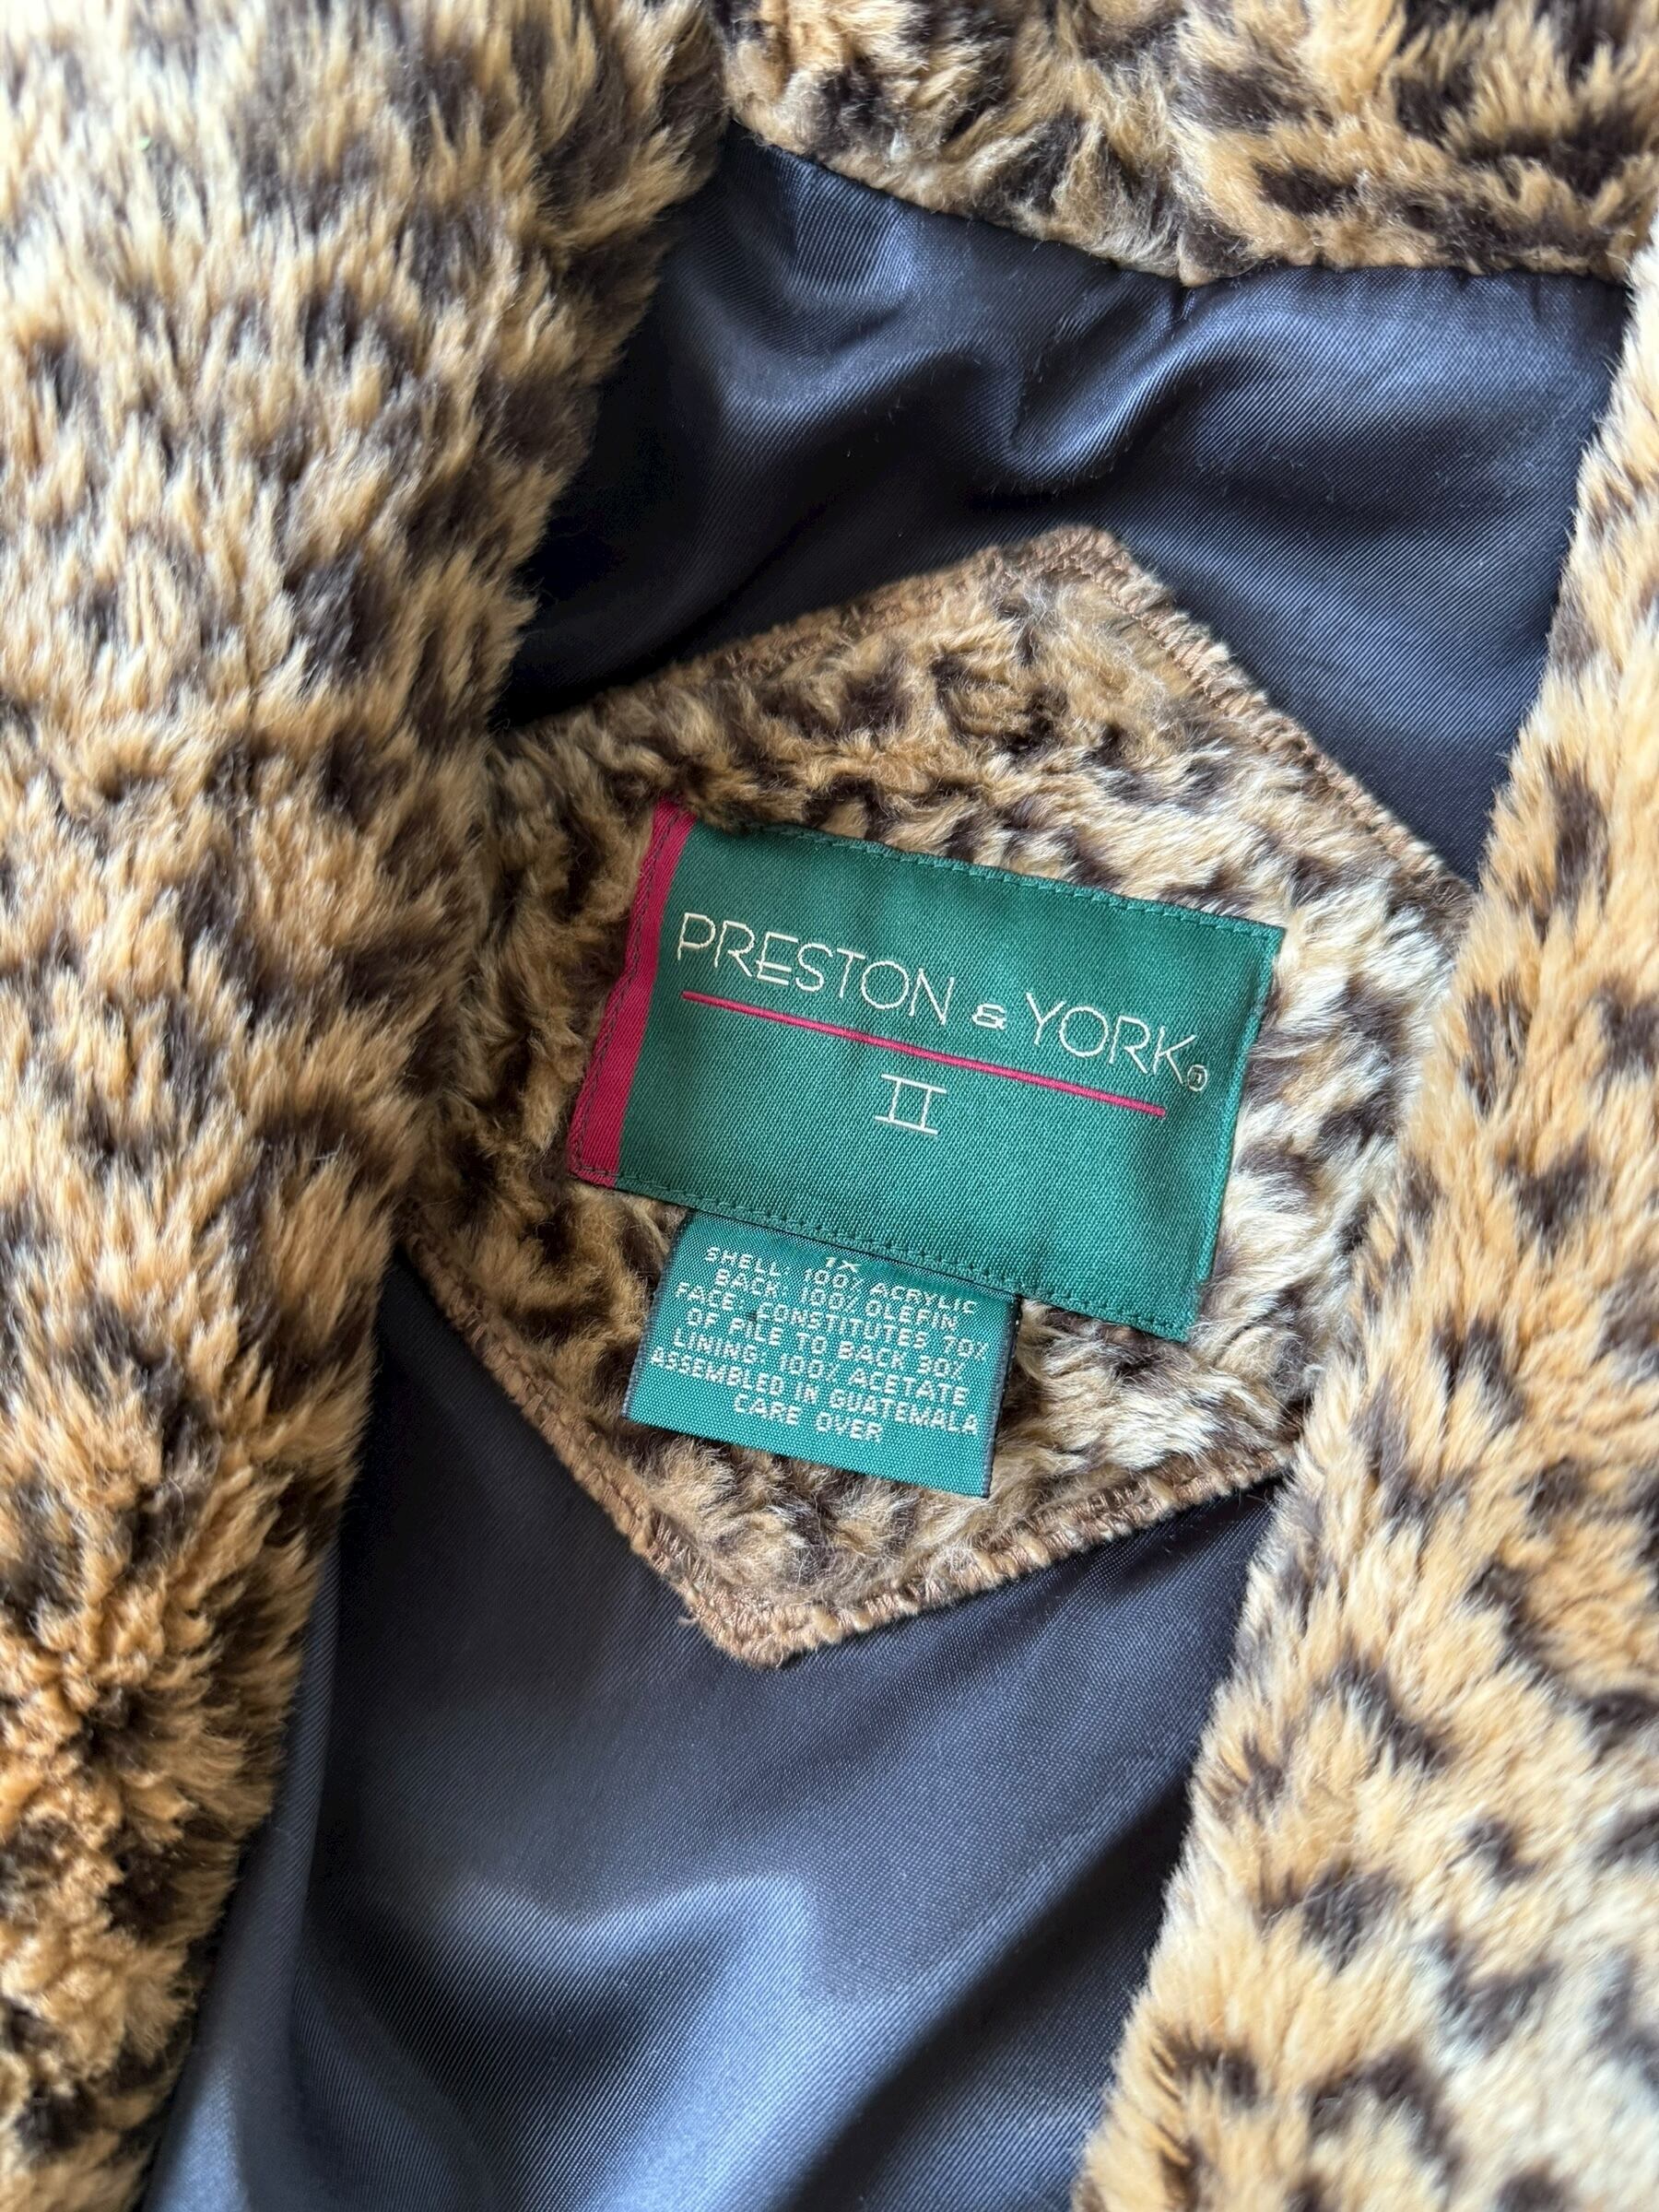 PRESTON & YORK®
II
1X
SHELL: 100% ACRYLIC
BACK: 100% OLEFIN
FACE CONSTITUTES 70%
OF PILE TO BACK 30%
LINING: 100% ACETATE
ASSEMBLED IN GUATEMALA
CARE OVER